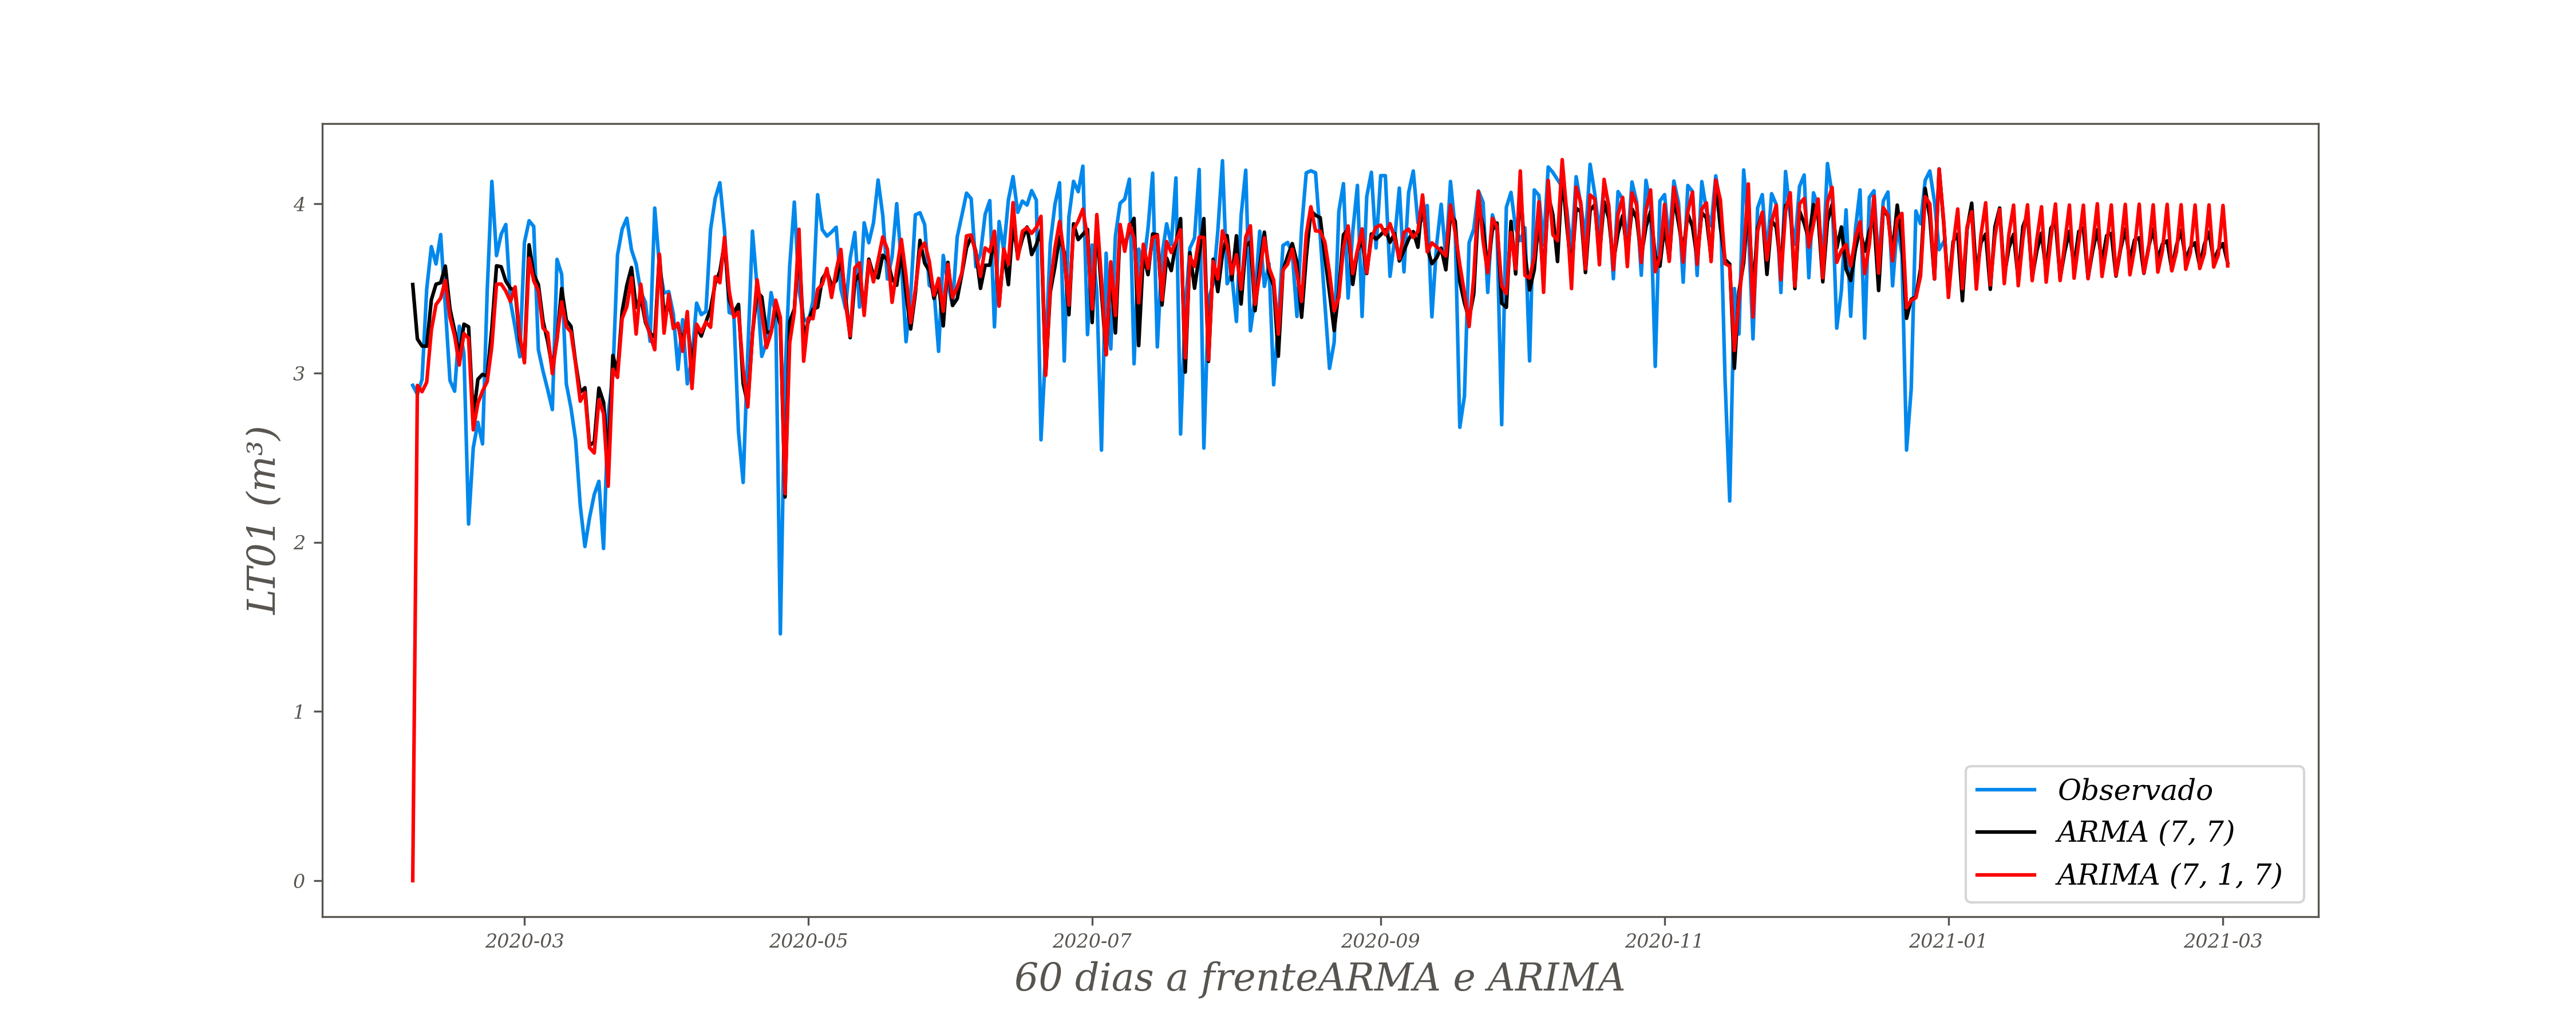 LT01 (m³)
4
3
2
1
0
Observado
ARMA (7, 7)
ARIMA (7, 1, 7)
2020-03 2020-05 2020-07 2020-09 2020-11 2021-01 2021-03
60 dias a frenteARMA e ARIMA